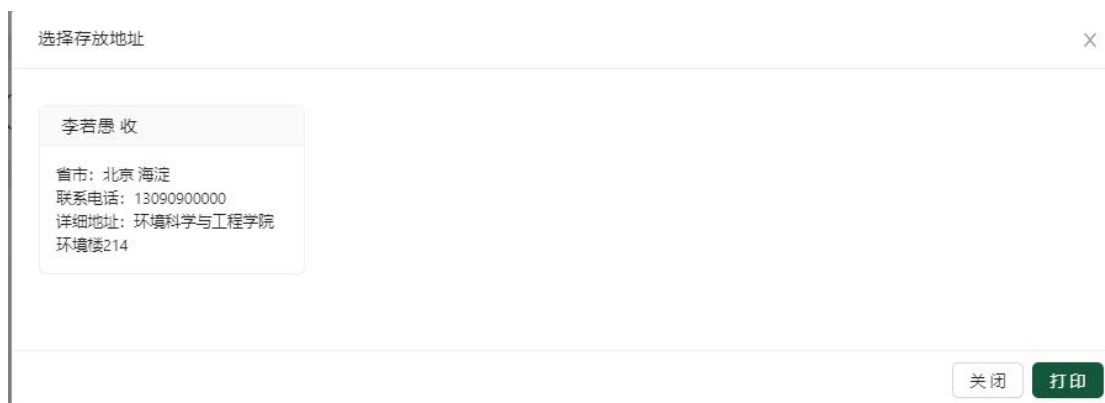 选择存放地址
李若愚 收
省市：北京 海淀
联系电话：13090900000
详细地址：环境科学与工程学院
环境楼214
关 闭 打 印